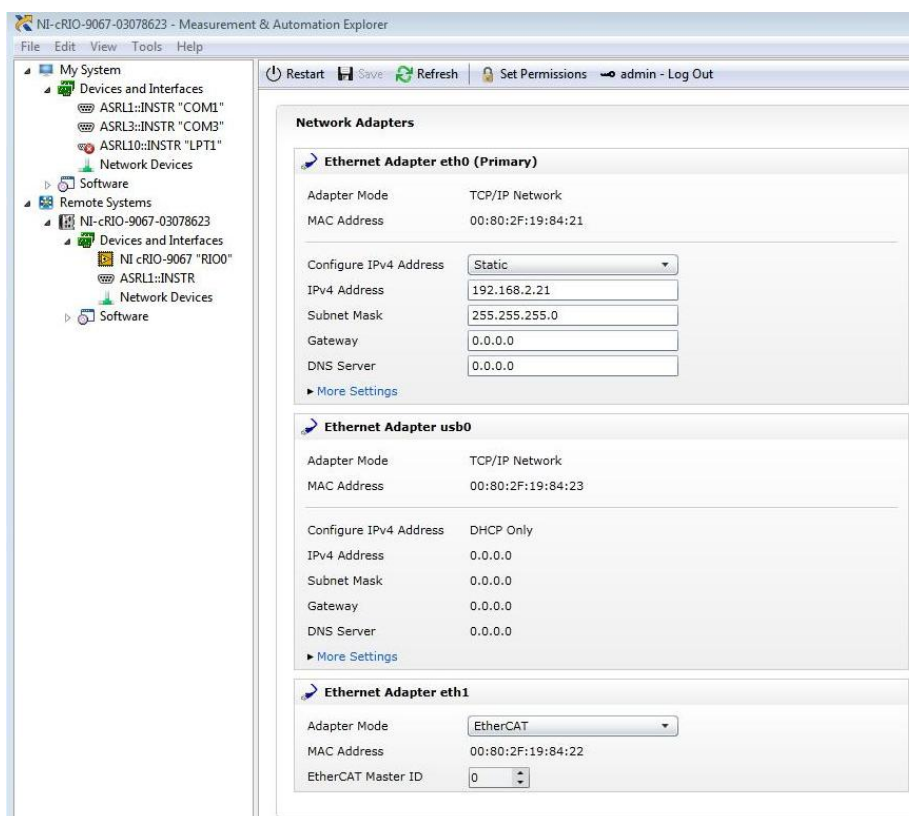 NI-cRIO-9067-03078623 - Measurement & Automation Explorer
File Edit View Tools Help
My System
Devices and Interfaces
ASRL1::INSTR "COM1"
ASRL3::INSTR "COM3"
ASRL10::INSTR "LPT1"
Network Devices
Software
Remote Systems
NI-cRIO-9067-03078623
Devices and Interfaces
NI cRIO-9067 "RIO0"
ASRL1::INSTR
Network Devices
Software
Restart Save Refresh Set Permissions admin - Log Out
Network Adapters
Ethernet Adapter eth0 (Primary)
Adapter Mode TCP/IP Network
MAC Address 00:80:2F:19:84:21
Configure IPv4 Address Static
IPv4 Address 192.168.2.21
Subnet Mask 255.255.255.0
Gateway 0.0.0.0
DNS Server 0.0.0.0
More Settings
Ethernet Adapter usb0
Adapter Mode TCP/IP Network
MAC Address 00:80:2F:19:84:23
Configure IPv4 Address DHCP Only
IPv4 Address 0.0.0.0
Subnet Mask 0.0.0.0
Gateway 0.0.0.0
DNS Server 0.0.0.0
More Settings
Ethernet Adapter eth1
Adapter Mode EtherCAT
MAC Address 00:80:2F:19:84:22
EtherCAT Master ID 0